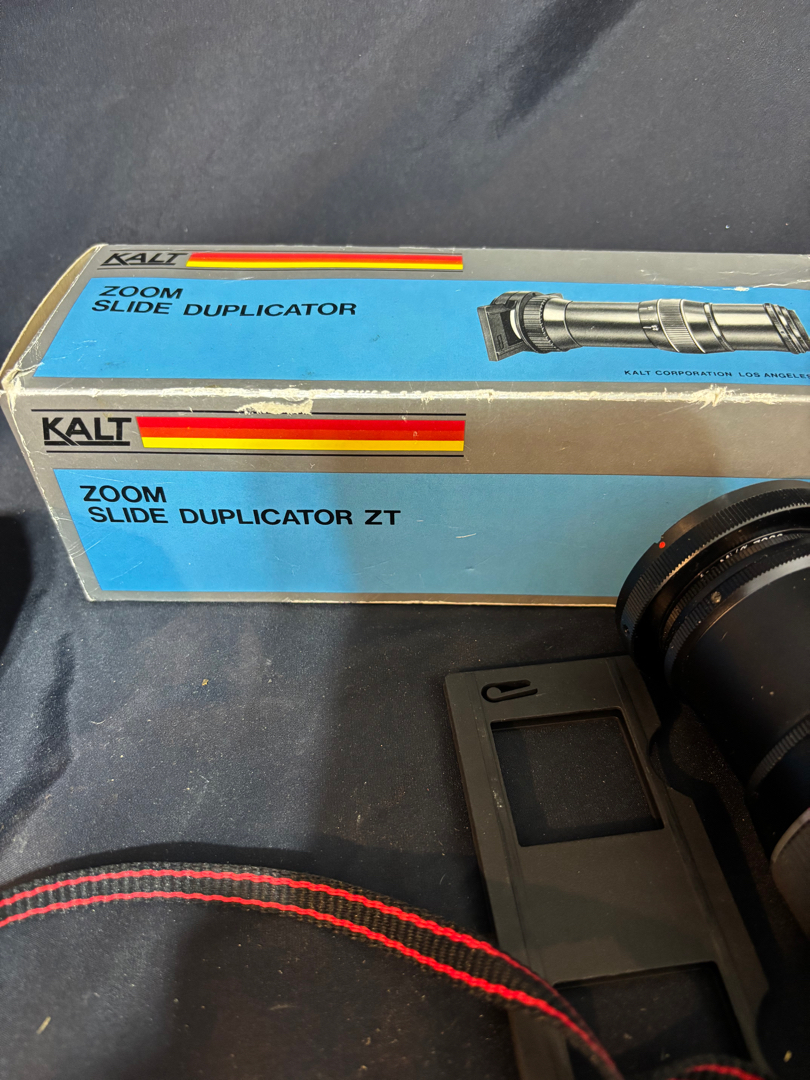 KALT
ZOOM
SLIDE DUPLICATOR
KALT CORPORATION LOS ANGELES
KALT
ZOOM
SLIDE DUPLICATOR ZT